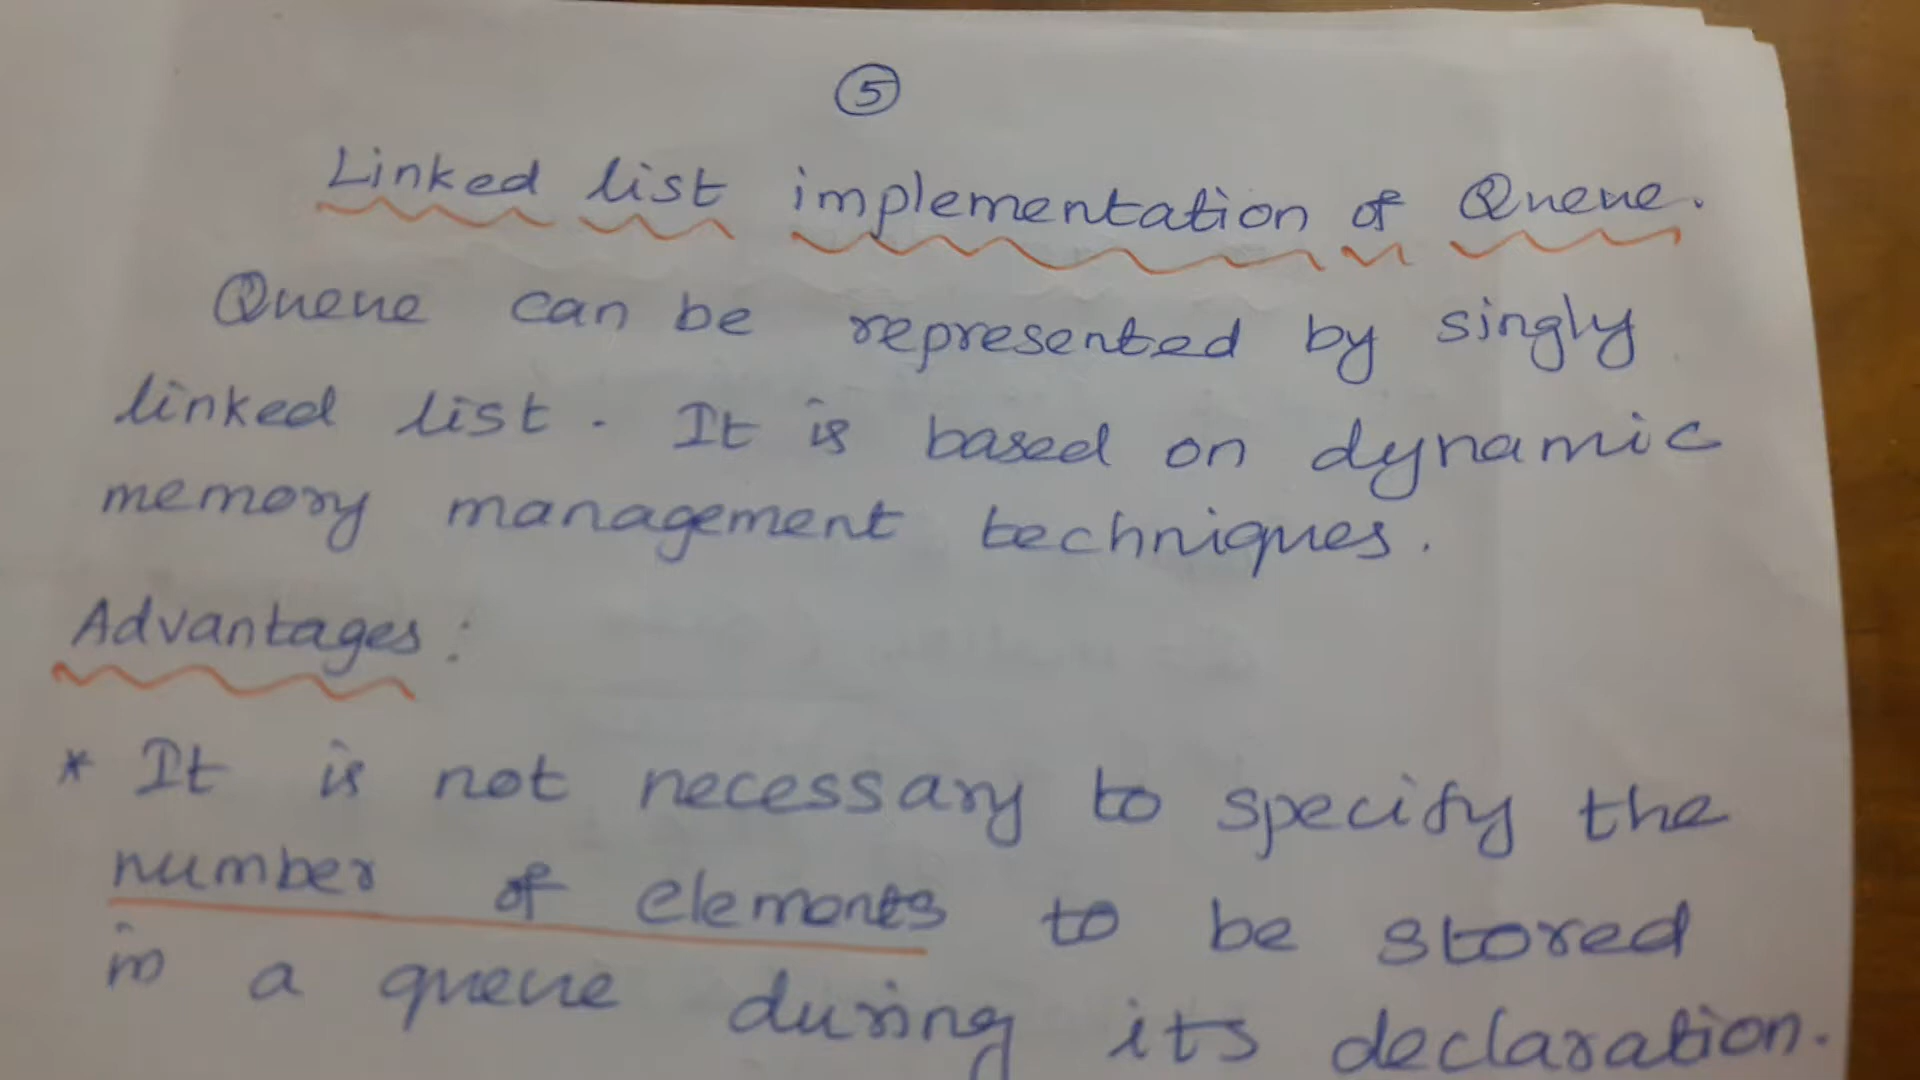 5
Linked list implementation of Queue.
Queue can be represented by singly
linked list. It is based on dynamic
memory management techniques.
Advantages:
* It is not necessary to specify the
number of elements to be stored
in a queue during its declaration.